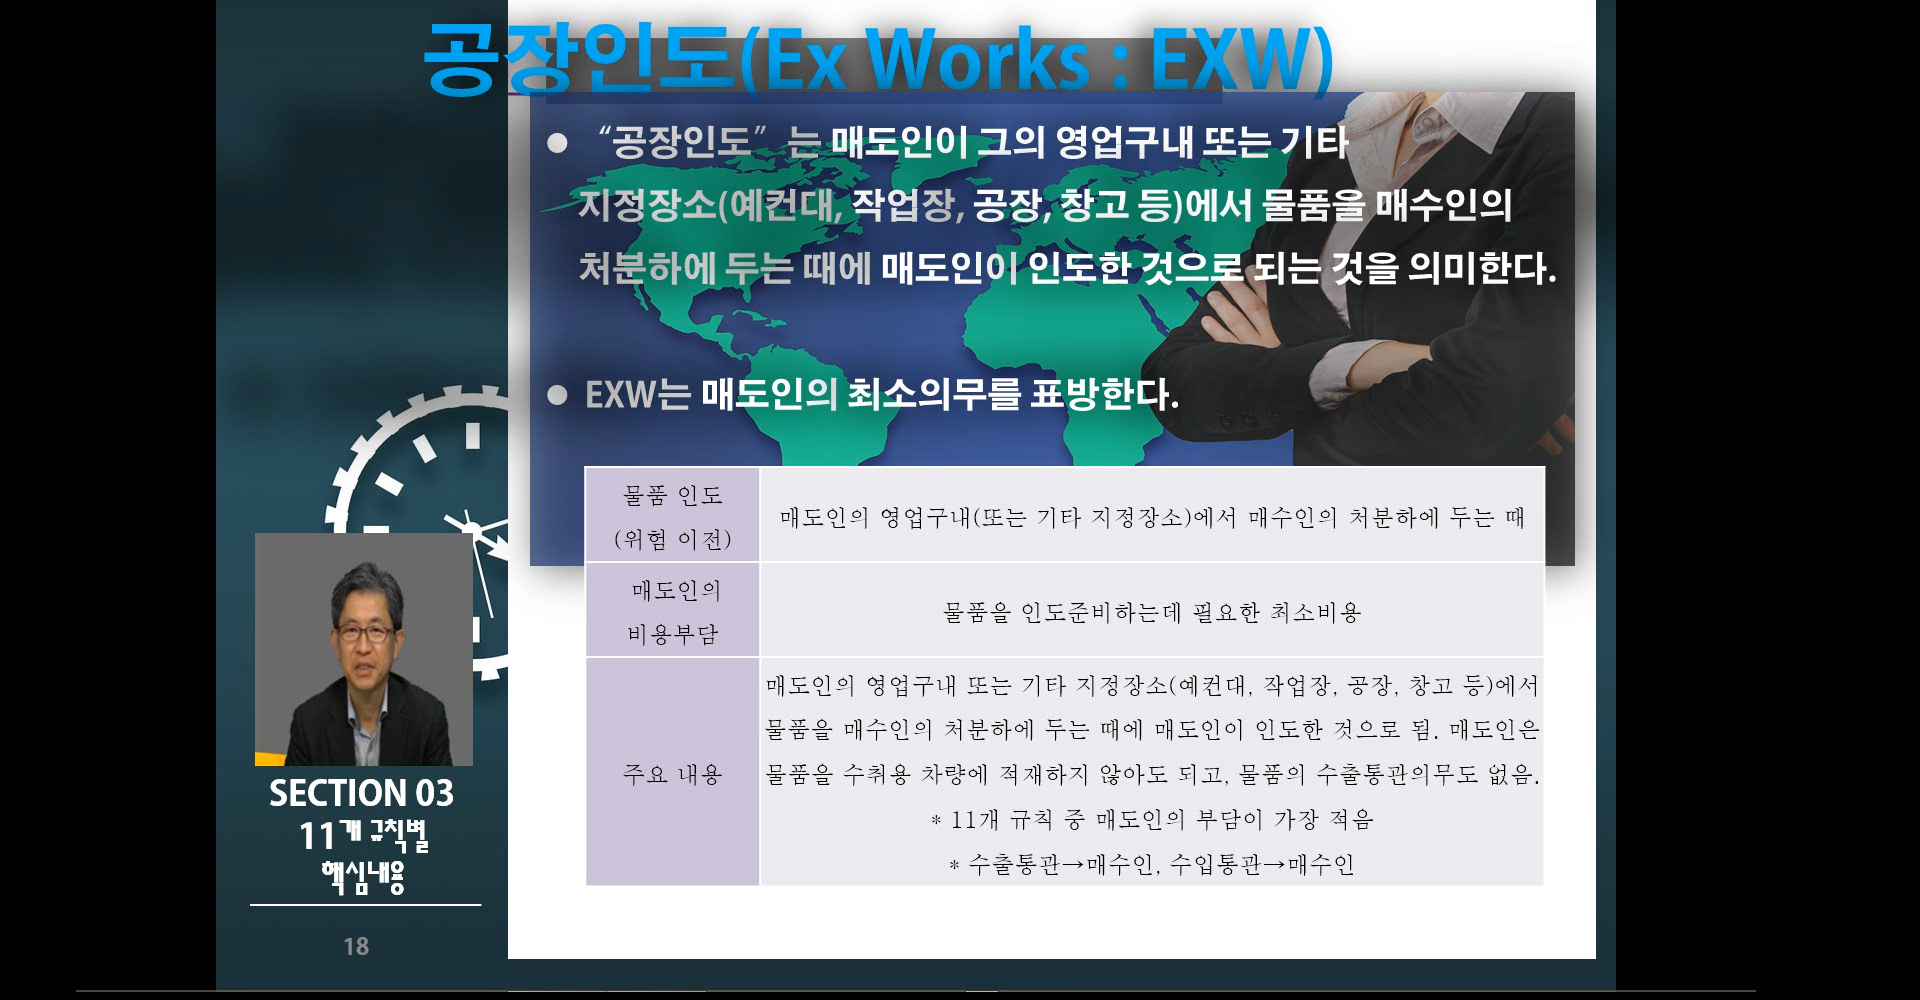 공장인도(Ex Works : EXW)
● “공장인도”는 매도인이 그의 영업구내 또는 기타
지정장소(예컨대, 작업장, 공장, 창고 등)에서 물품을 매수인의
처분하에 두는 때에 매도인이 인도한 것으로 되는 것을 의미한다.
● EXW는 매도인의 최소의무를 표방한다.
물품 인도
(위험 이전)
매도인의 영업구내(또는 기타 지정장소)에서 매수인의 처분하에 두는 때
매도인의
비용부담
물품을 인도준비하는데 필요한 최소비용
주요 내용
매도인의 영업구내 또는 기타 지정장소(예컨대, 작업장, 공장, 창고 등)에서
물품을 매수인의 처분하에 두는 때에 매도인이 인도한 것으로 됨. 매도인은
물품을 수취용 차량에 적재하지 않아도 되고, 물품의 수출통관의무도 없음.
* 11개 규칙 중 매도인의 부담이 가장 적음
* 수출통관→매수인, 수입통관→매수인
SECTION 03
11개 규칙별
핵심내용
18